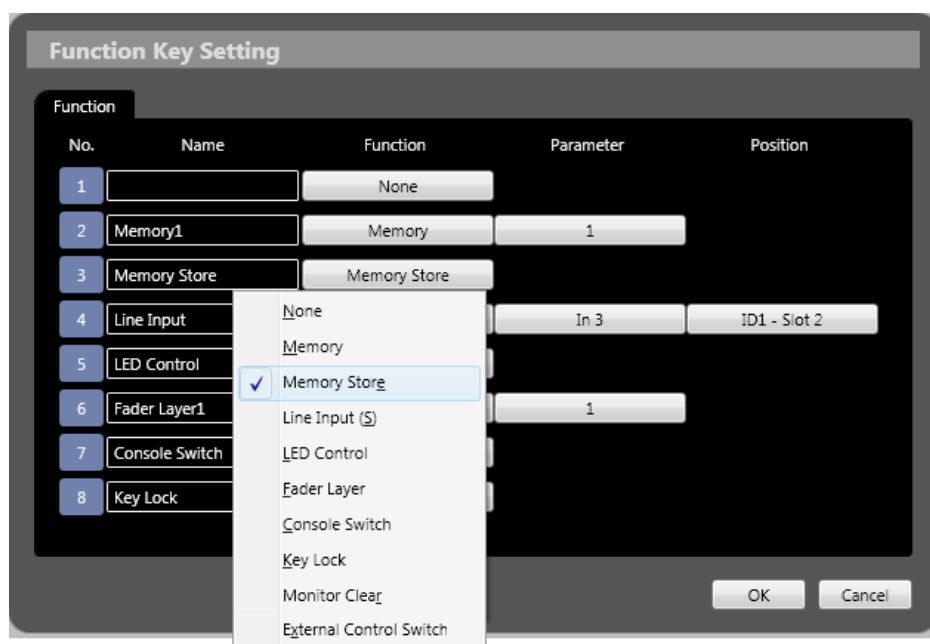 Function Key Setting
Function
No. Name Function Parameter Position
1 None
2 Memory1 Memory 1
3 Memory Store Memory Store
4 Line Input In 3 ID1 - Slot 2
5 LED Control
6 Fader Layer1 1
7 Console Switch
8 Key Lock
None
Memory
✓ Memory Store
Line Input (S)
LED Control
Fader Layer
Console Switch
Key Lock
Monitor Clear
External Control Switch
OK Cancel